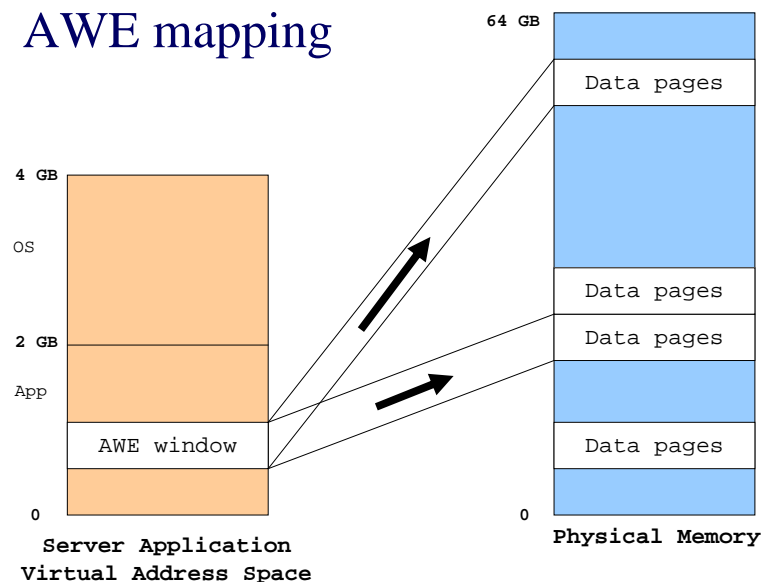 AWE mapping
64 GB
Data pages
4 GB
OS
Data pages
2 GB
Data pages
App
AWE window
Data pages
0
0
Server Application
Virtual Address Space
Physical Memory